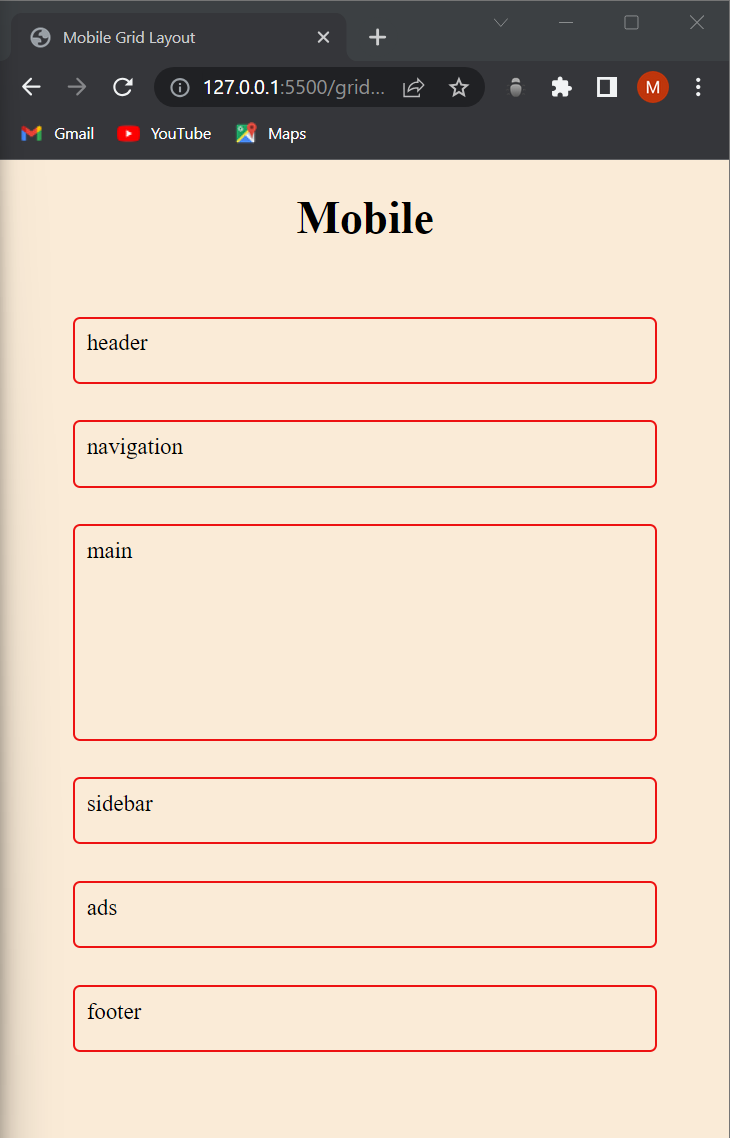 Mobile Grid Layout
127.0.0.1:5500/grid...
M
Gmail YouTube Maps
Mobile
header
navigation
main
sidebar
ads
footer